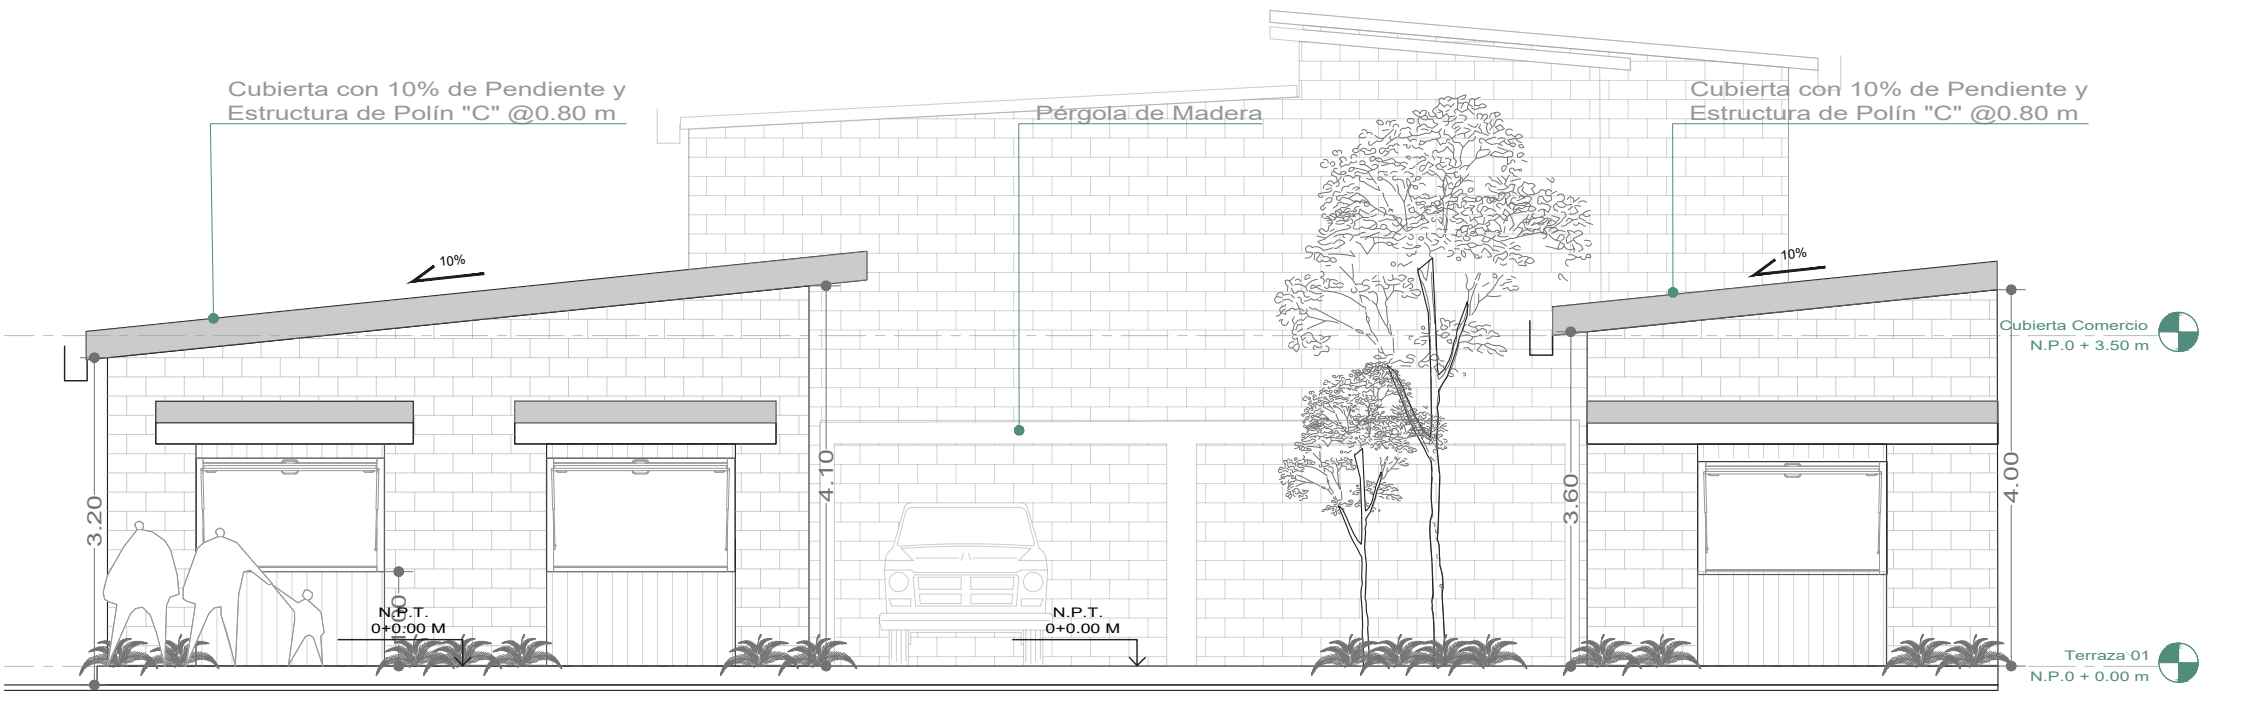 Cubierta con 10% de Pendiente y
Estructura de Polín "C" @0.80 m
Pérgola de Madera
Cubierta con 10% de Pendiente y
Estructura de Polín "C" @0.80 m
10%
10%
Cubierta Comercio
N.P.0 + 3.50 m
3.20
4.10
3.60
4.00
1.00
N.P.T.
0+0.00 M
N.P.T.
0+0.00 M
Terraza 01
N.P.0 + 0.00 m